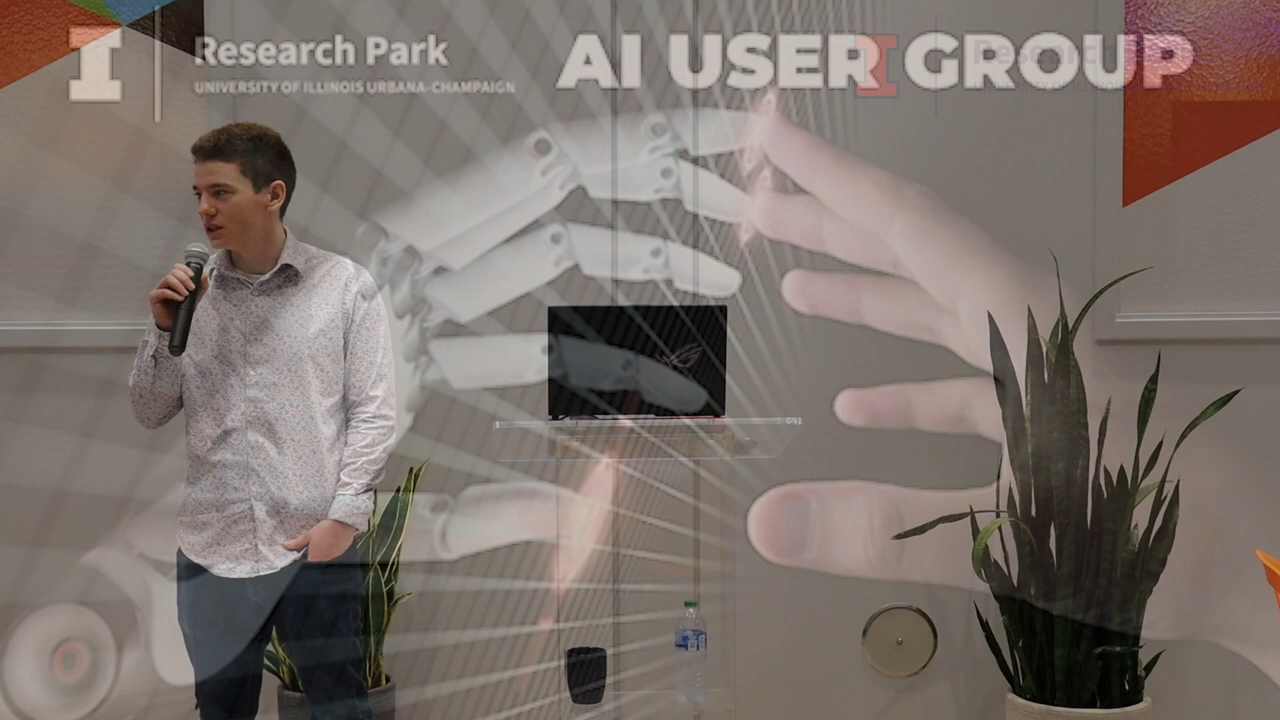 I
Research Park
UNIVERSITY OF ILLINOIS URBANA-CHAMPAIGN
AI USER GROUP
I